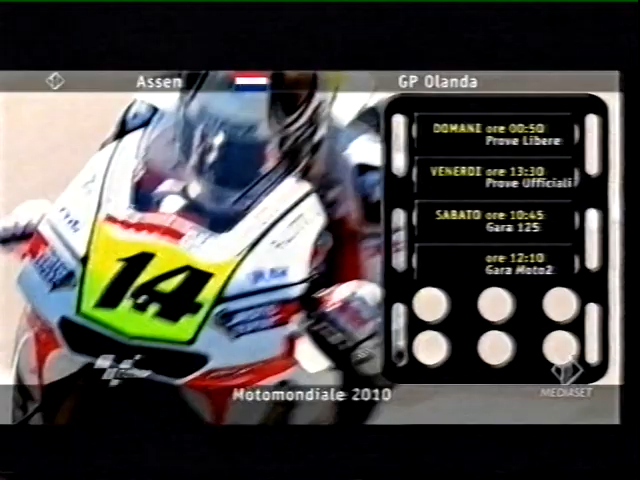 Assen
GP Olanda
DOMANI ore 00:50
Prove Libere
VENERDI ore 13:30
Prove Ufficiali
SABATO ore 10:45
Gara 125
ore 12:10
Gara Moto2
14
Motomondiale 2010
MEDIASET